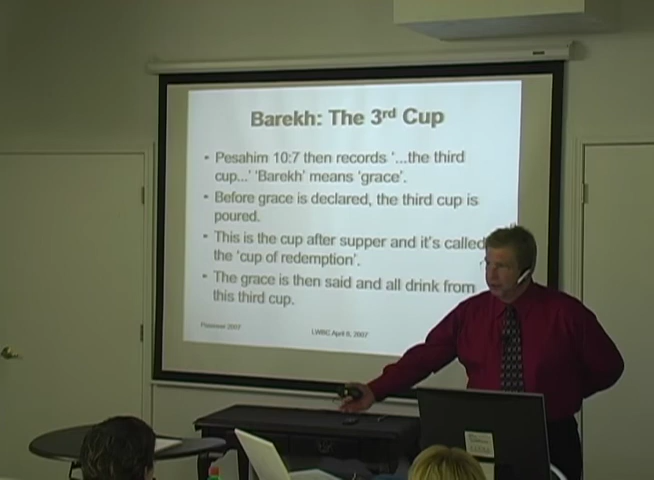 Barekh: The 3rd Cup
- Pesahim 10:7 then records '...the third
cup...' 'Barekh' means 'grace'.
- Before grace is declared, the third cup is
poured.
- This is the cup after supper and it's called
the 'cup of redemption'.
- The grace is then said and all drink from
this third cup.
Passover 2007
LWBC April 6, 2007